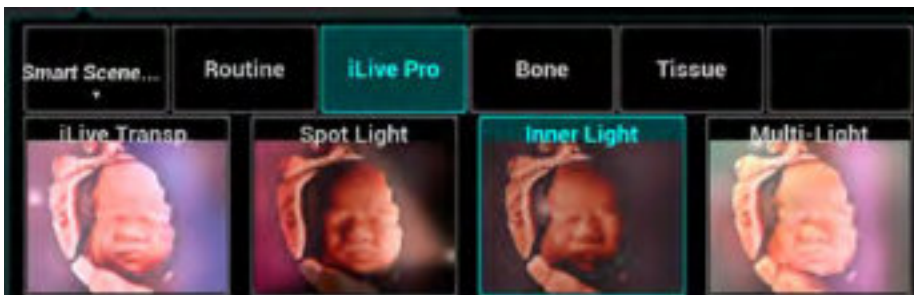 Smart Scene... Routine iLive Pro Bone Tissue
iLive Transp Spot Light Inner Light Multi-Light